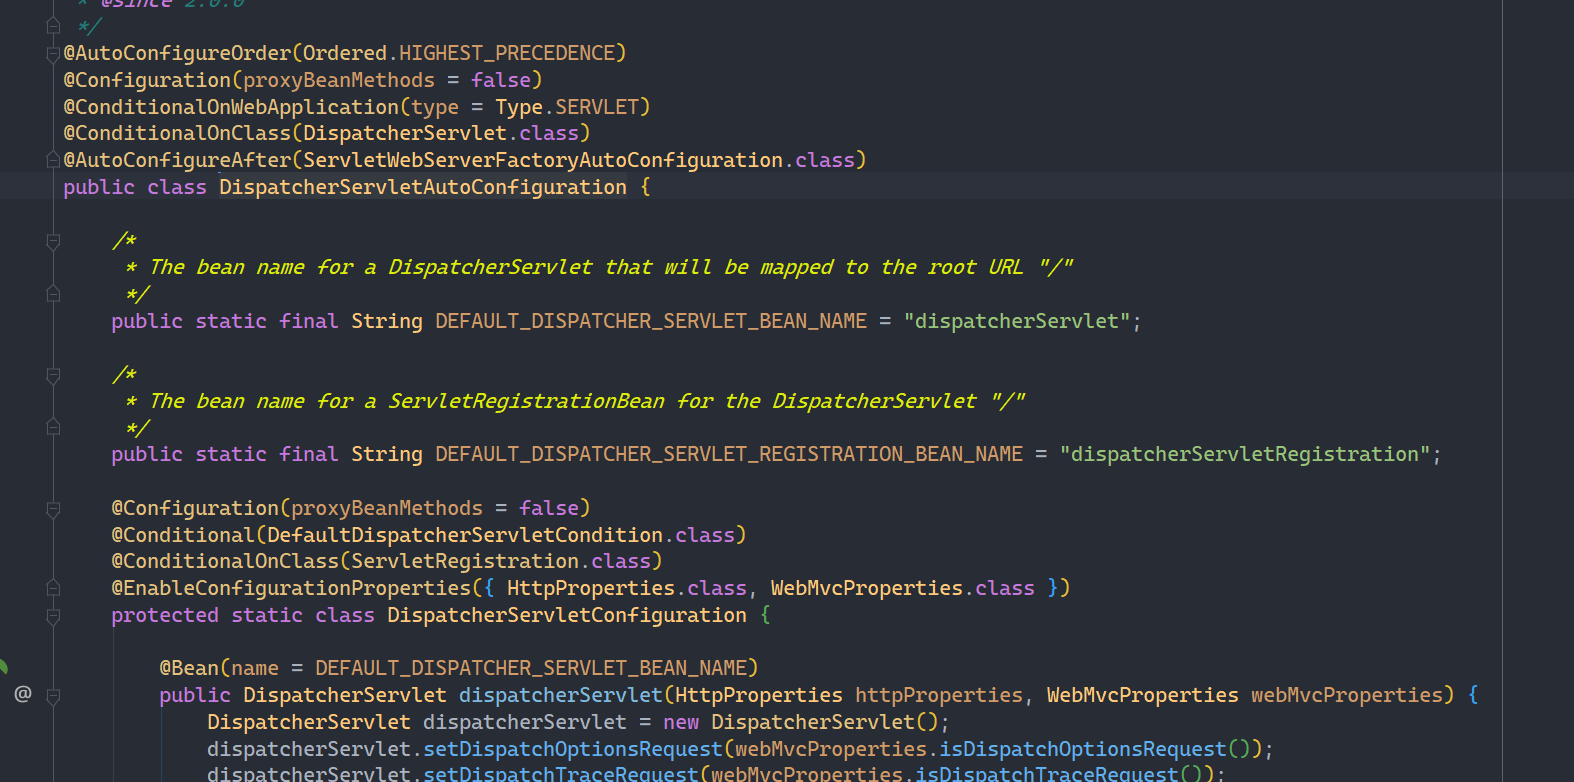 * @since 2.0.0
*/
@AutoConfigureOrder(Ordered.HIGHEST_PRECEDENCE)
@Configuration(proxyBeanMethods = false)
@ConditionalOnWebApplication(type = Type.SERVLET)
@ConditionalOnClass(DispatcherServlet.class)
@AutoConfigureAfter(ServletWebServerFactoryAutoConfiguration.class)
public class DispatcherServletAutoConfiguration {
/*
* The bean name for a DispatcherServlet that will be mapped to the root URL "/"
*/
public static final String DEFAULT_DISPATCHER_SERVLET_BEAN_NAME = "dispatcherServlet";
/*
* The bean name for a ServletRegistrationBean for the DispatcherServlet "/"
*/
public static final String DEFAULT_DISPATCHER_SERVLET_REGISTRATION_BEAN_NAME = "dispatcherServletRegistration";
@Configuration(proxyBeanMethods = false)
@Conditional(DefaultDispatcherServletCondition.class)
@ConditionalOnClass(ServletRegistration.class)
@EnableConfigurationProperties({ HttpProperties.class, WebMvcProperties.class })
protected static class DispatcherServletConfiguration {
@Bean(name = DEFAULT_DISPATCHER_SERVLET_BEAN_NAME)
@ public DispatcherServlet dispatcherServlet(HttpProperties httpProperties, WebMvcProperties webMvcProperties) {
DispatcherServlet dispatcherServlet = new DispatcherServlet();
dispatcherServlet.setDispatchOptionsRequest(webMvcProperties.isDispatchOptionsRequest());
dispatcherServlet.setDispatchTraceRequest(webMvcProperties.isDispatchTraceRequest());